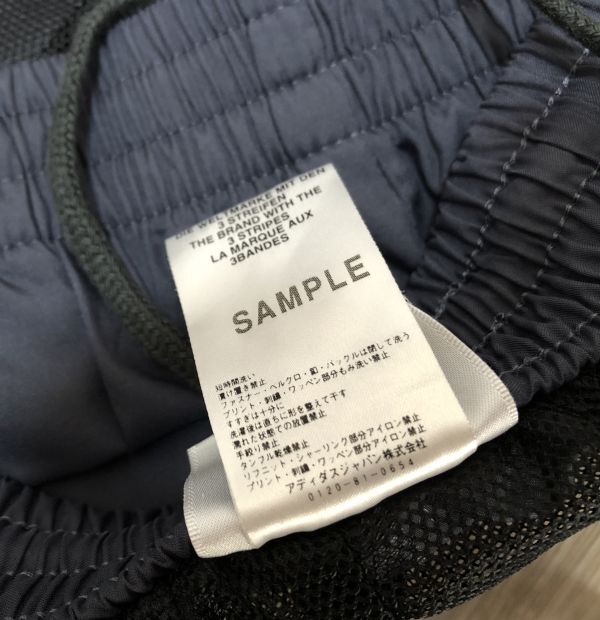 DIE WELTMARKE MIT DEN
3 STREIFEN
THE BRAND WITH THE
3 STRIPES
LA MARQUE AUX
3BANDES
SAMPLE
短時間洗い
漬け置き禁止
ファスナー・ヘルクロ・釦・バックルは閉じて洗う
プリント・刺繍・ワッペン部分もみ洗い禁止
すすぎは十分に
洗濯後は直ちに形を整えて干す
濡れた状態での放置禁止
手絞り禁止
タンブル乾燥禁止
リフニット・シャーリング部分アイロン禁止
プリント、刺繍、ワッペン部分アイロン禁止
アディダスジャパン(株)
0120-81-0654